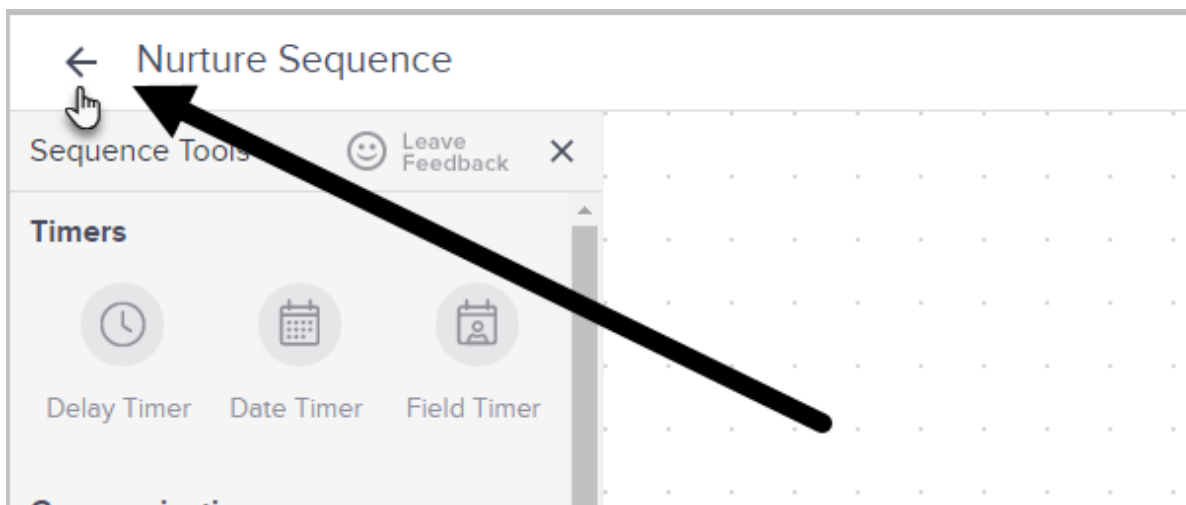 Nurture Sequence
Sequence Tools
Leave
Feedback
Timers
Delay Timer
Date Timer
Field Timer